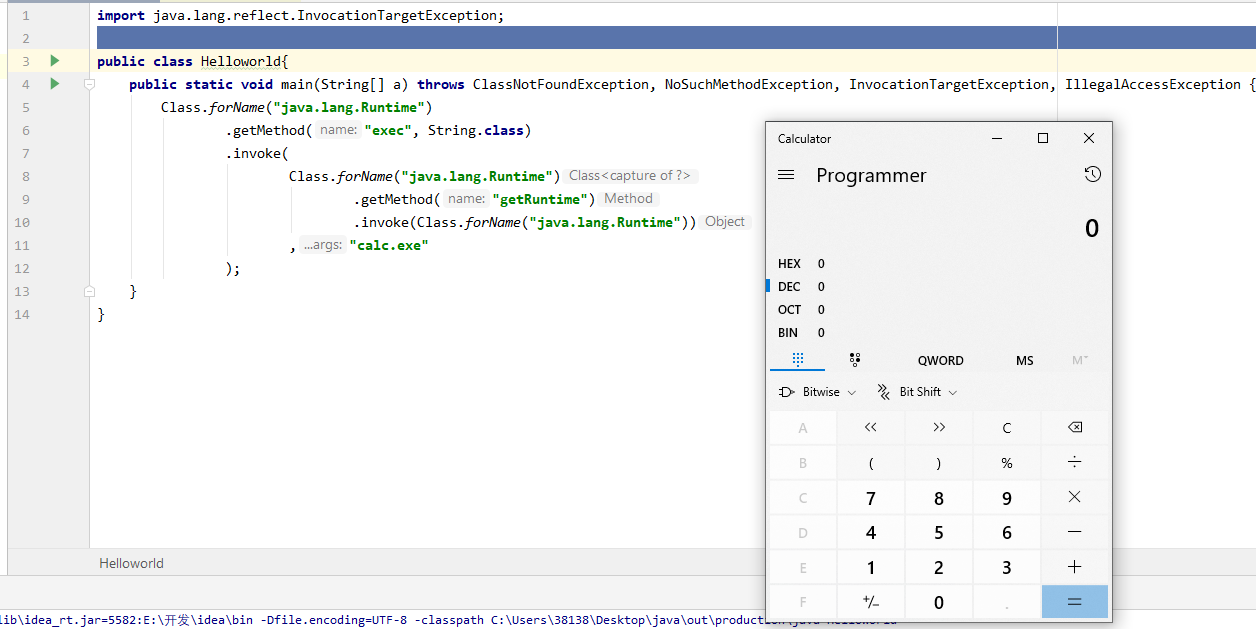 1 import java.lang.reflect.InvocationTargetException;
2
3 public class Helloworld{
4 public static void main(String[] a) throws ClassNotFoundException, NoSuchMethodException, InvocationTargetException, IllegalAccessException {
5 Class.forName("java.lang.Runtime")
6 .getMethod( name: "exec", String.class)
7 .invoke(
8 Class.forName("java.lang.Runtime") Class<capture of ?>
9 .getMethod( name: "getRuntime") Method
10 .invoke(Class.forName("java.lang.Runtime")) Object
11 , ...args: "calc.exe"
12 );
13 }
14 }
Helloworld
lib\idea_rt.jar=5582:E:\开发\idea\bin -Dfile.encoding=UTF-8 -classpath C:\Users\38138\Desktop\java\out\production\java Helloworld
Calculator
Programmer
0
HEX 0
DEC 0
OCT 0
BIN 0
QWORD MS M˅
Bitwise Bit Shift
A << >> C
B ( ) % ÷
C 7 8 9 ×
D 4 5 6 −
E 1 2 3 +
F +/− 0 . =